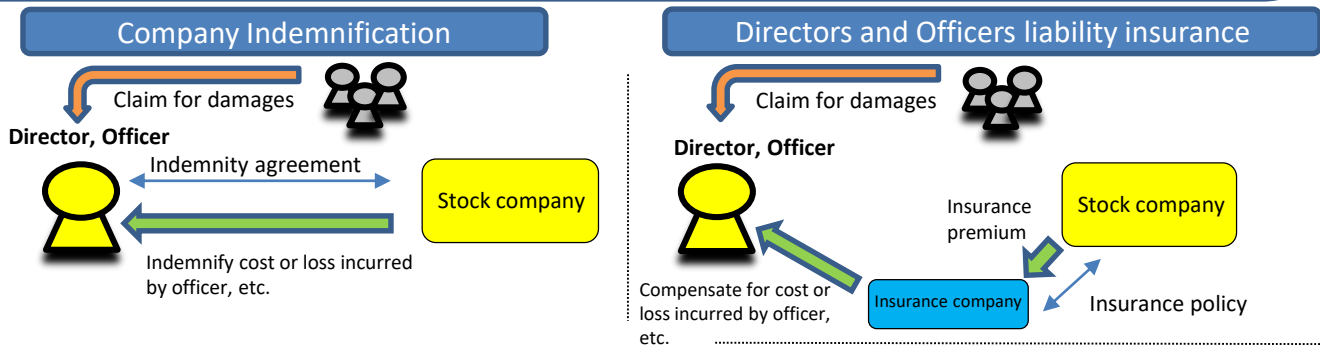 Company Indemnification
Claim for damages
Director, Officer
Indemnity agreement
Stock company
Indemnify cost or loss incurred
by officer, etc.
Directors and Officers liability insurance
Claim for damages
Director, Officer
Insurance
premium
Stock company
Compensate for cost or
loss incurred by officer,
etc.
Insurance company
Insurance policy